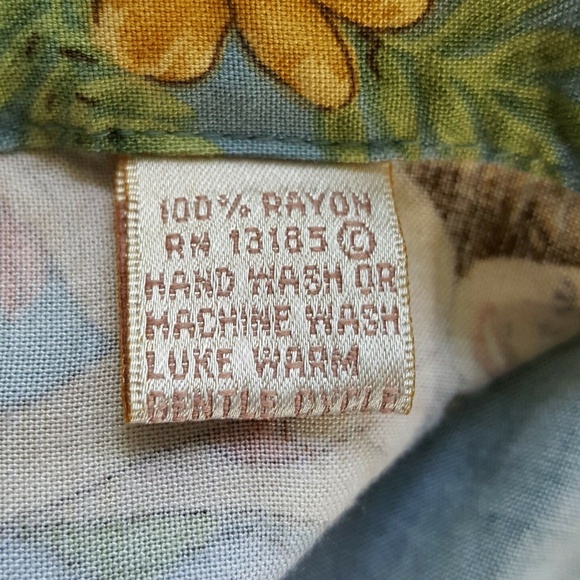 100% RAYON
RN 13185 ©
HAND WASH OR
MACHINE WASH
LUKE WARM
GENTLE CYCLE